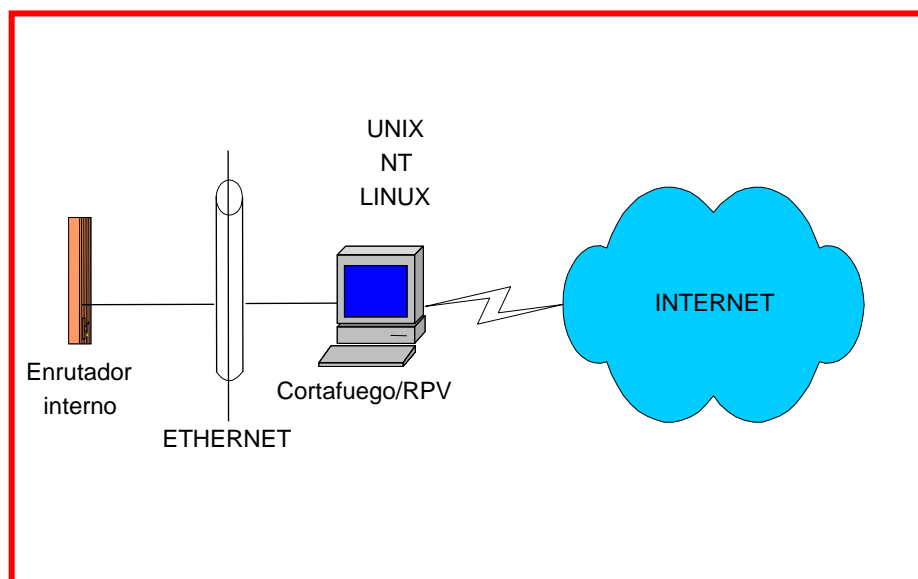 UNIX
NT
LINUX
INTERNET
Enrutador
interno
Cortafuego/RPV
ETHERNET